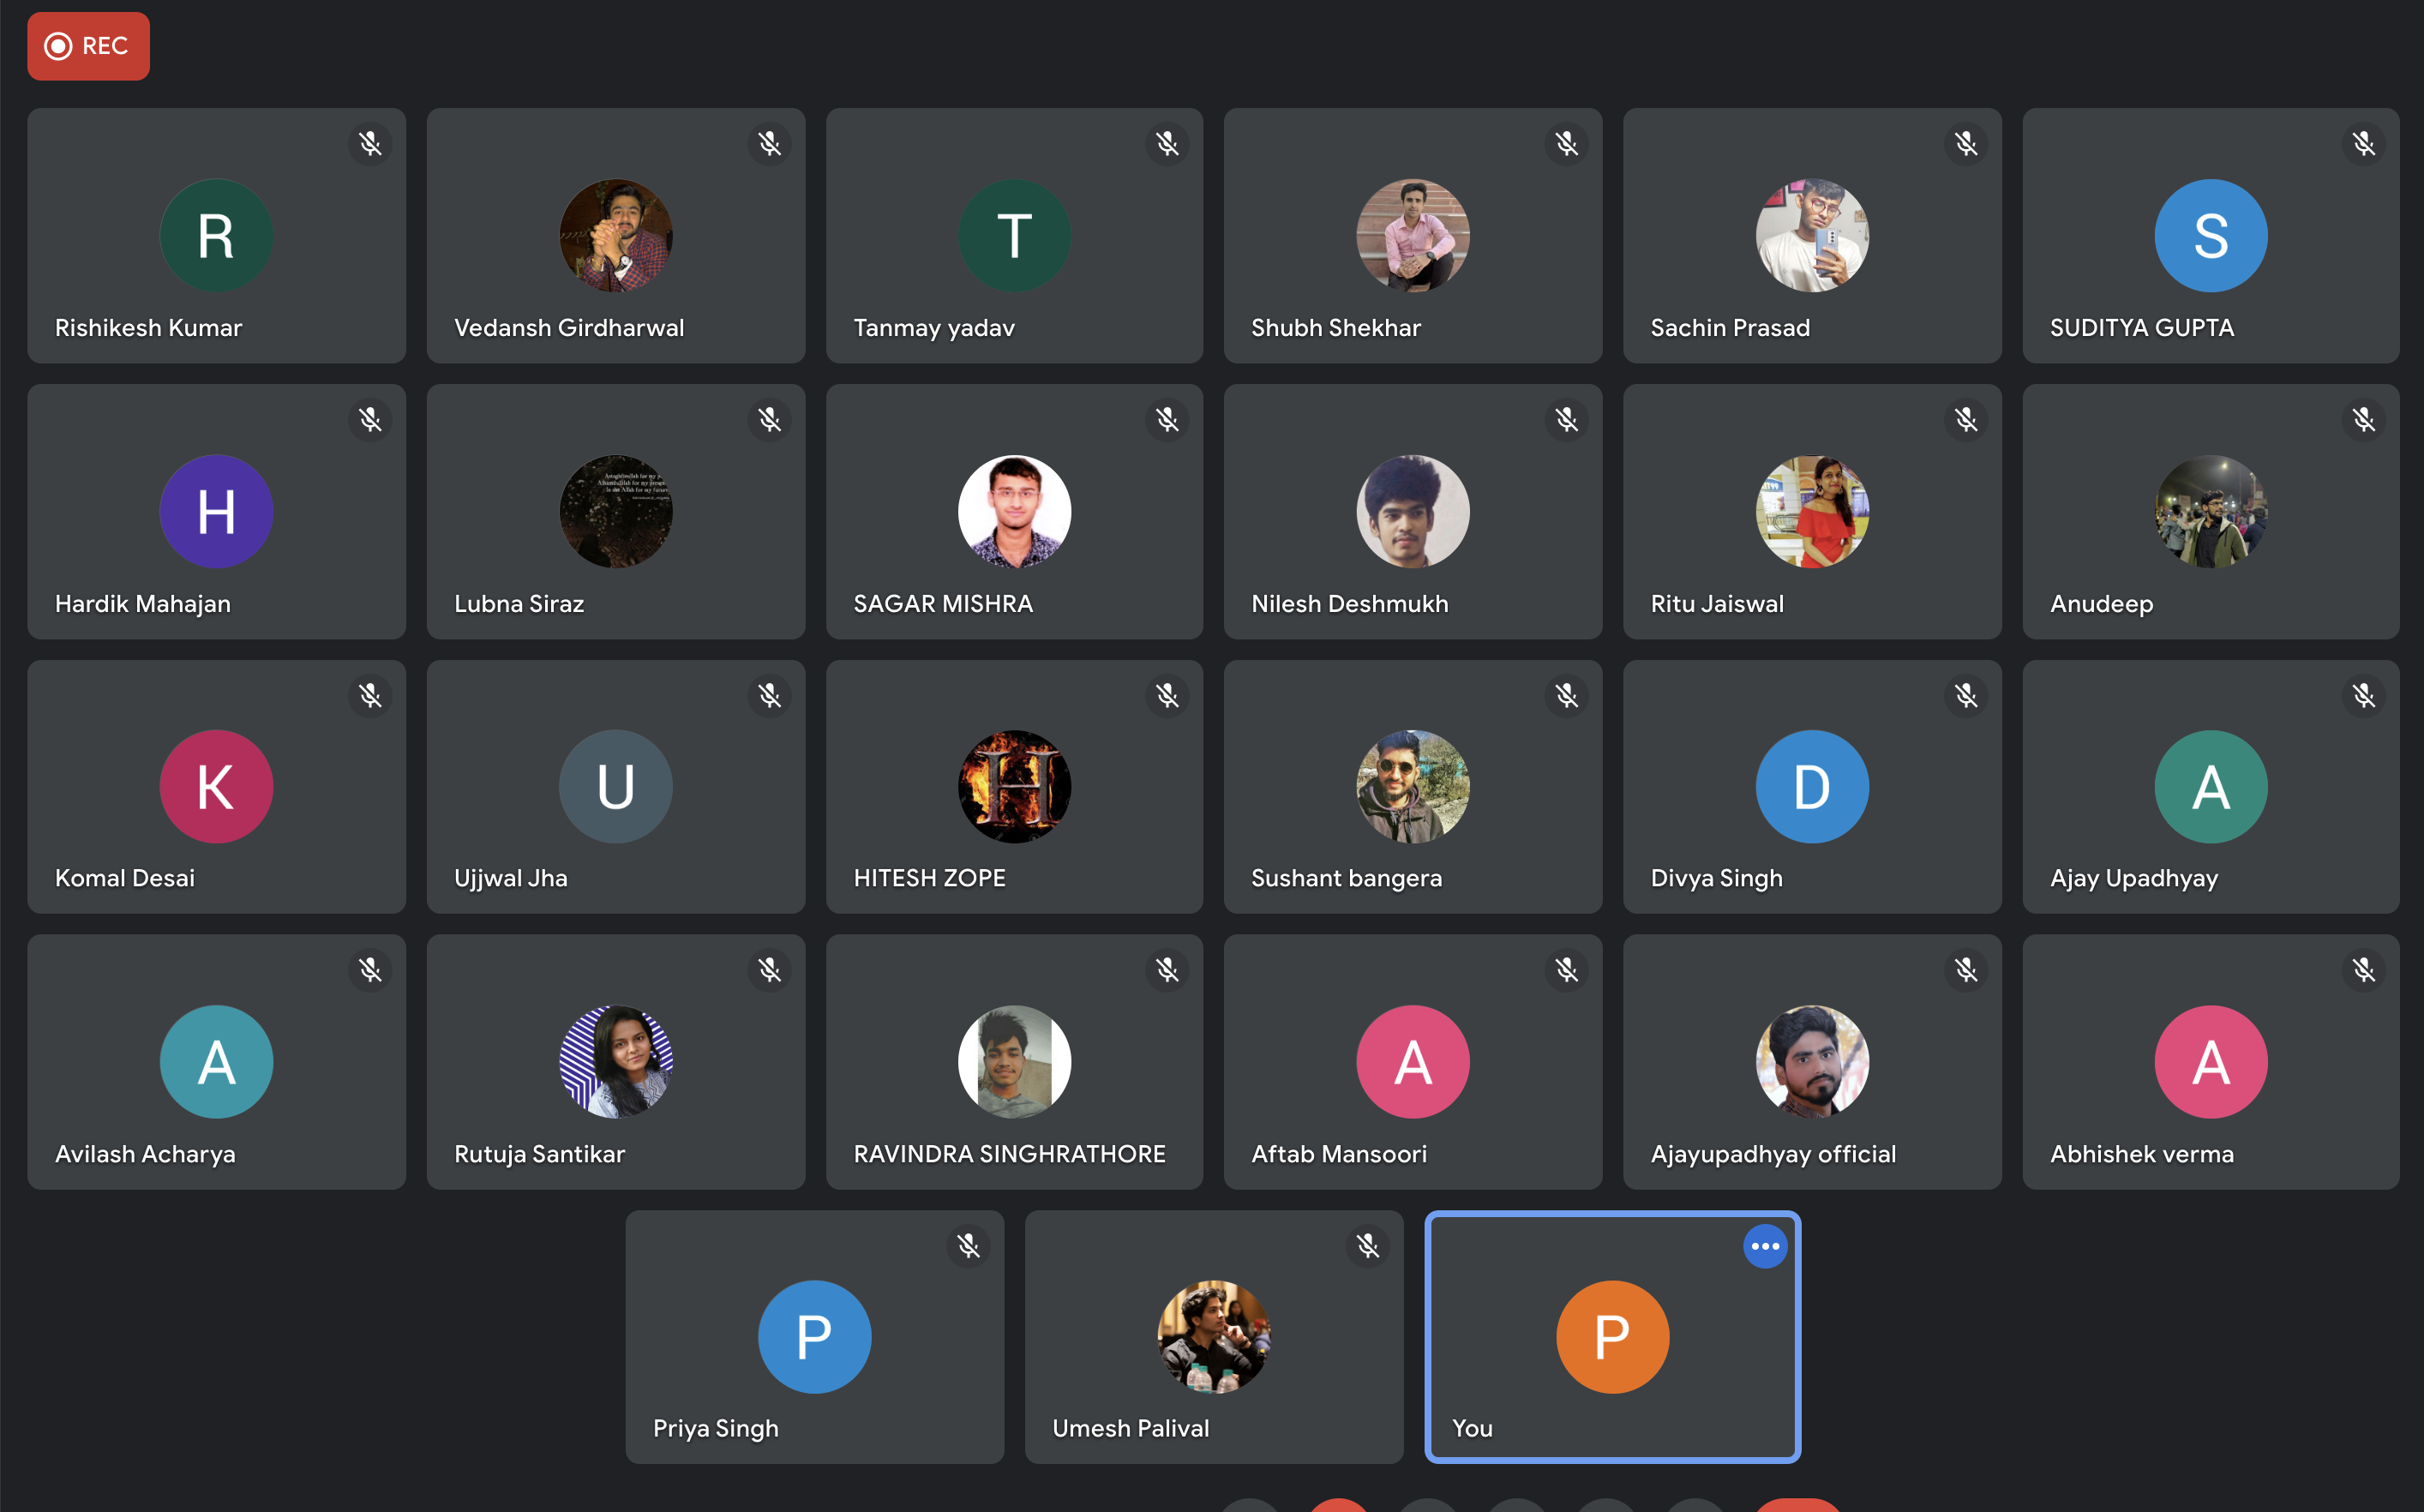 REC
R
Rishikesh Kumar
Vedansh Girdharwal
T
Tanmay yadav
Shubh Shekhar
Sachin Prasad
S
SUDITYA GUPTA
H
Hardik Mahajan
Lubna Siraz
SAGAR MISHRA
Nilesh Deshmukh
Ritu Jaiswal
Anudeep
K
Komal Desai
U
Ujjwal Jha
H
HITESH ZOPE
Sushant bangera
D
Divya Singh
A
Ajay Upadhyay
A
Avilash Acharya
Rutuja Santikar
RAVINDRA SINGHRATHORE
A
Aftab Mansoori
Ajayupadhyay official
A
Abhishek verma
P
Priya Singh
Umesh Palival
P
You